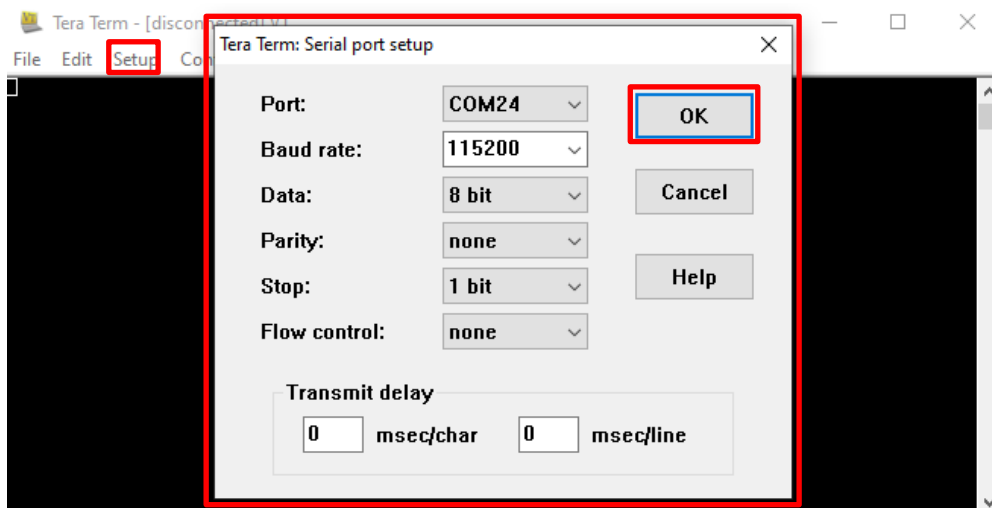 Tera Term - [disconnected] VT
File Edit Setup Con
Tera Term: Serial port setup
Port: COM24
OK
Baud rate: 115200
Data: 8 bit
Cancel
Parity: none
Stop: 1 bit
Help
Flow control: none
Transmit delay
0 msec/char 0 msec/line